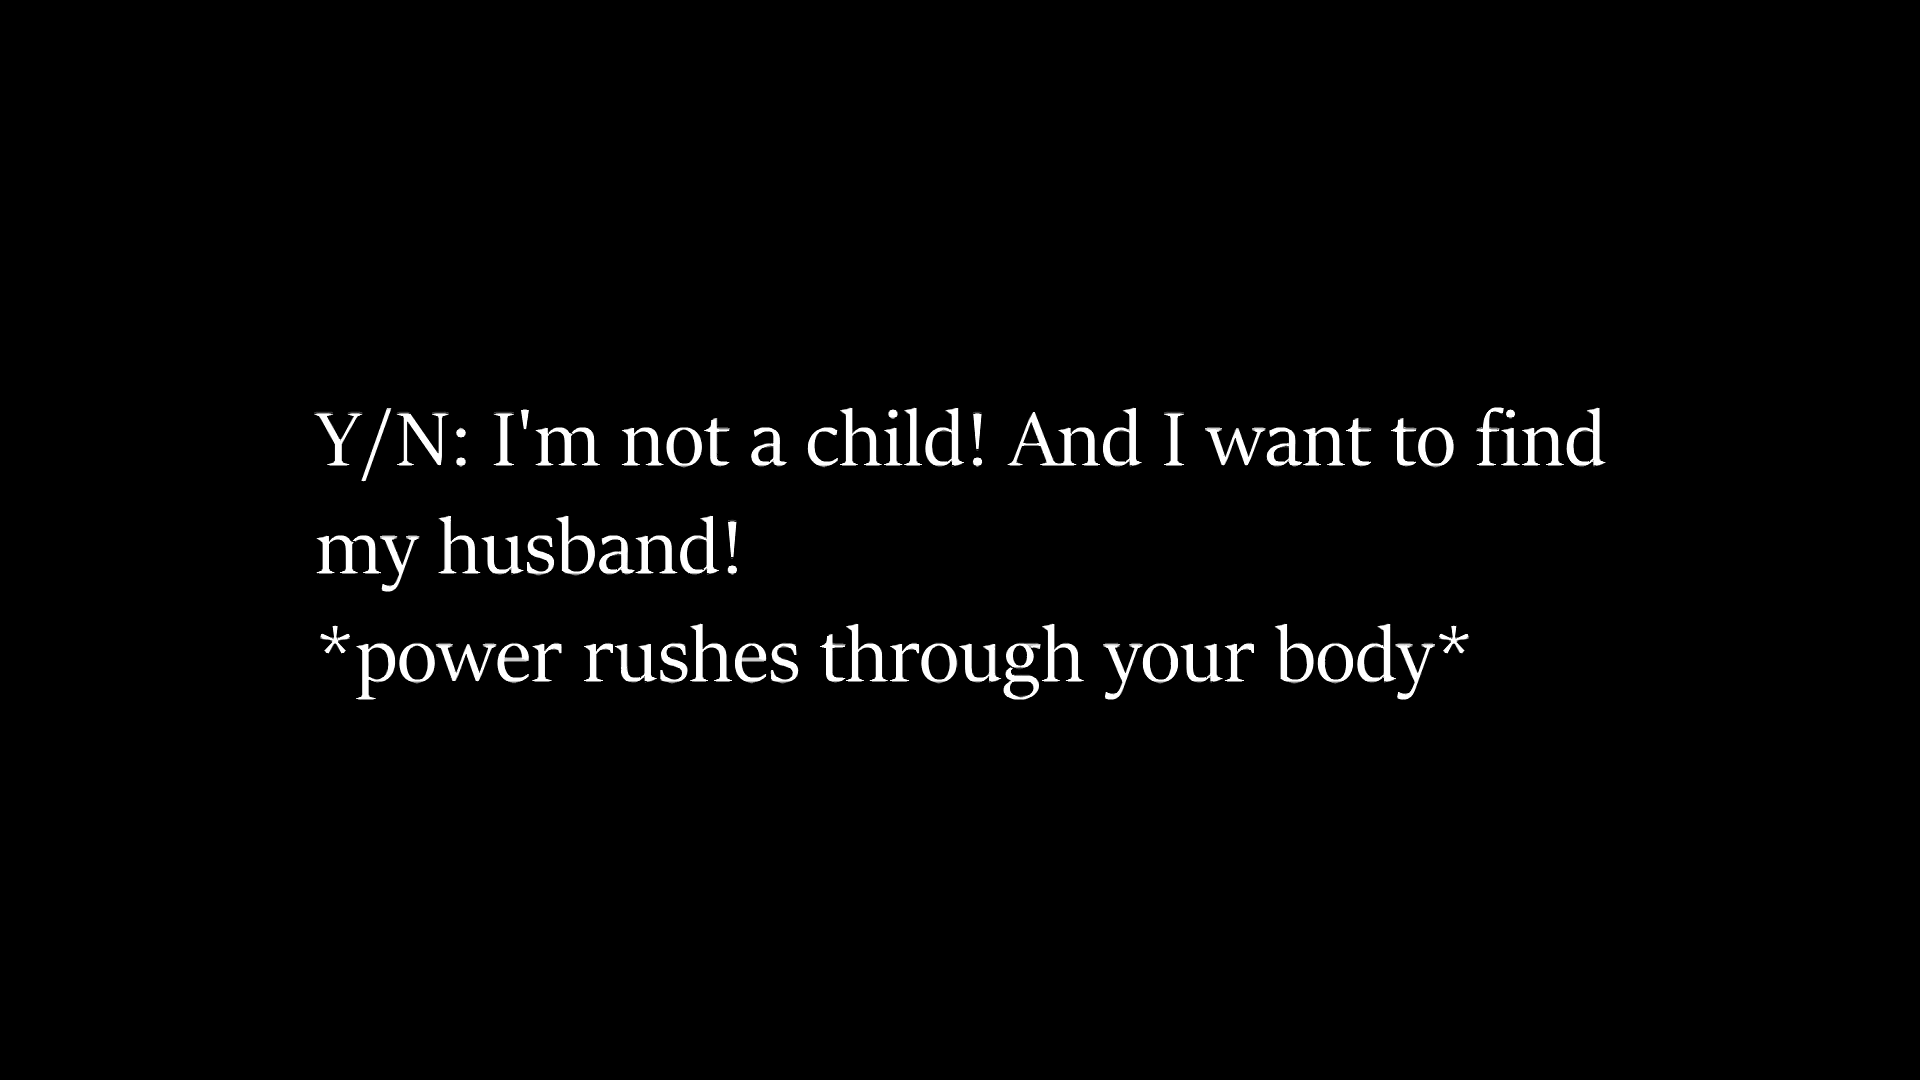 Y/N: I'm not a child! And I want to find
my husband!
*power rushes through your body*